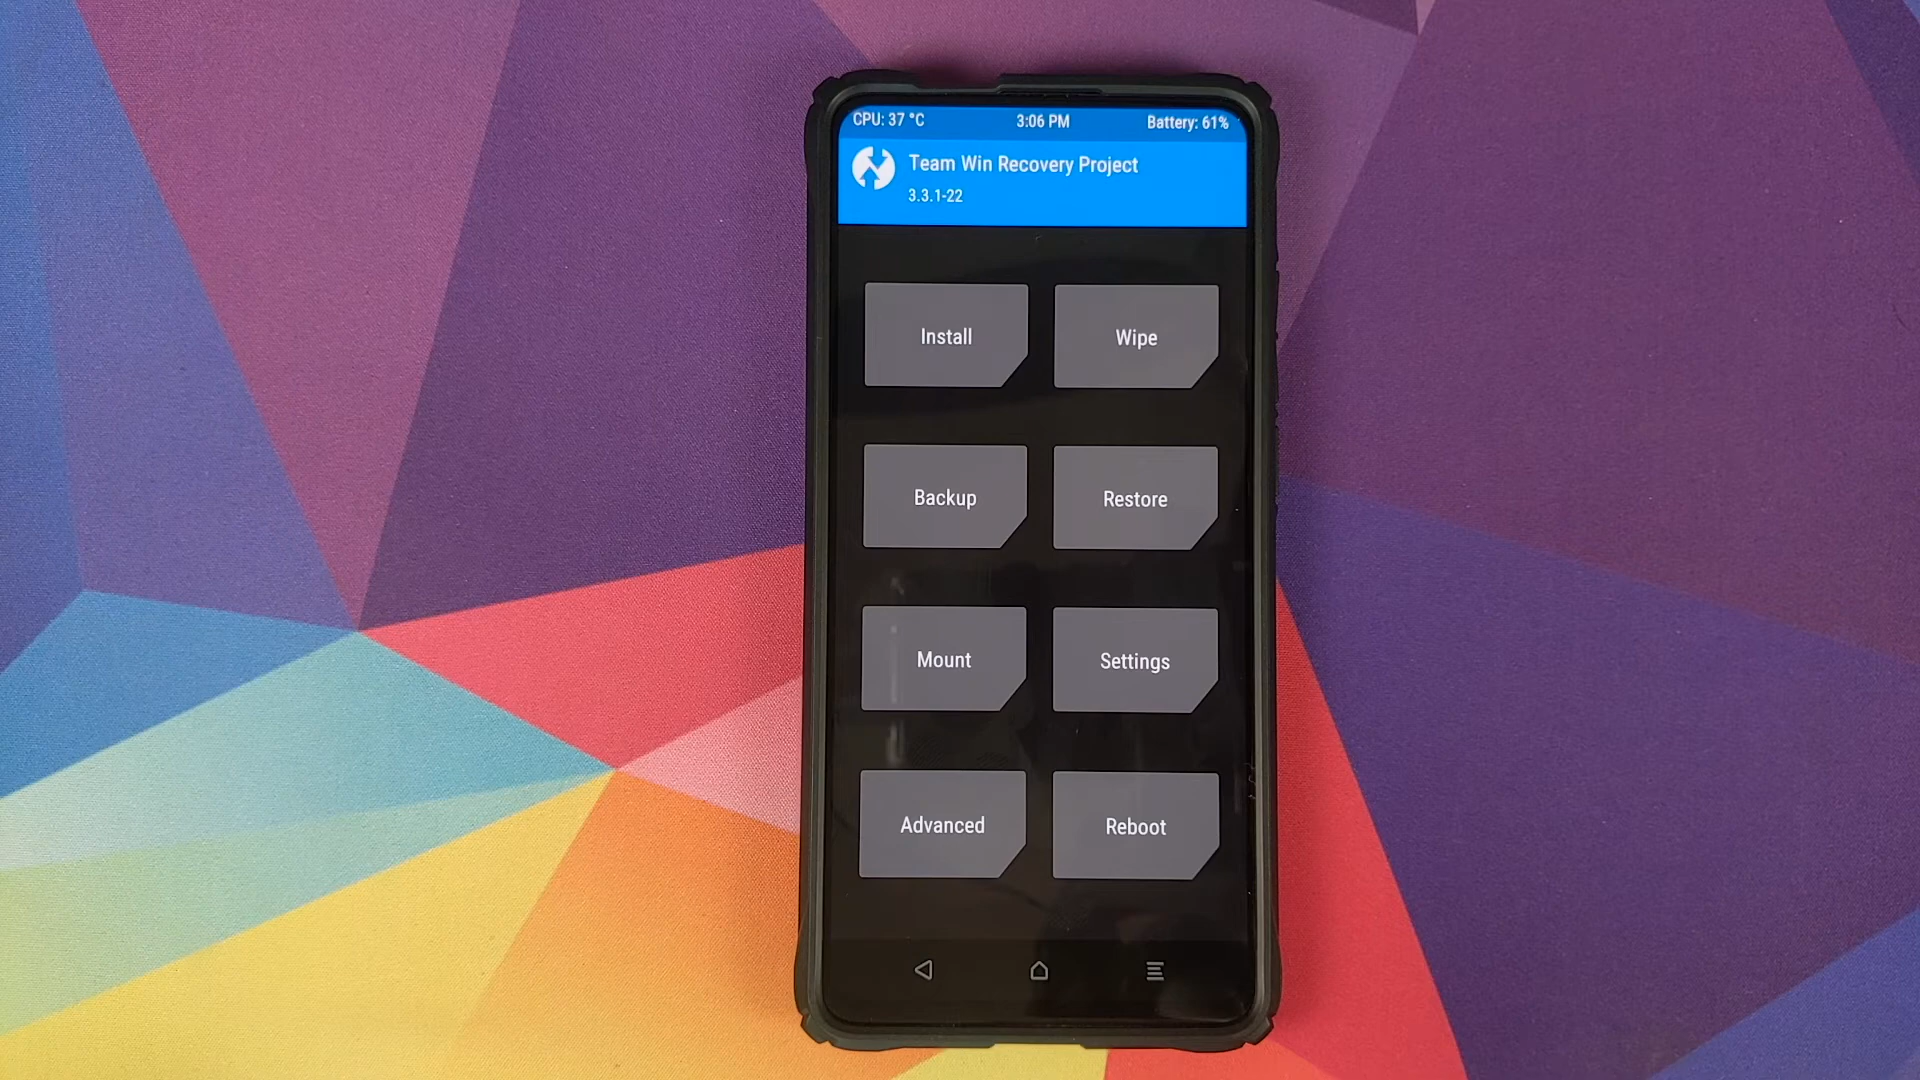 CPU: 37 °C 3:06 PM Battery: 61%
Team Win Recovery Project
3.3.1-22
Install Wipe
Backup Restore
Mount Settings
Advanced Reboot